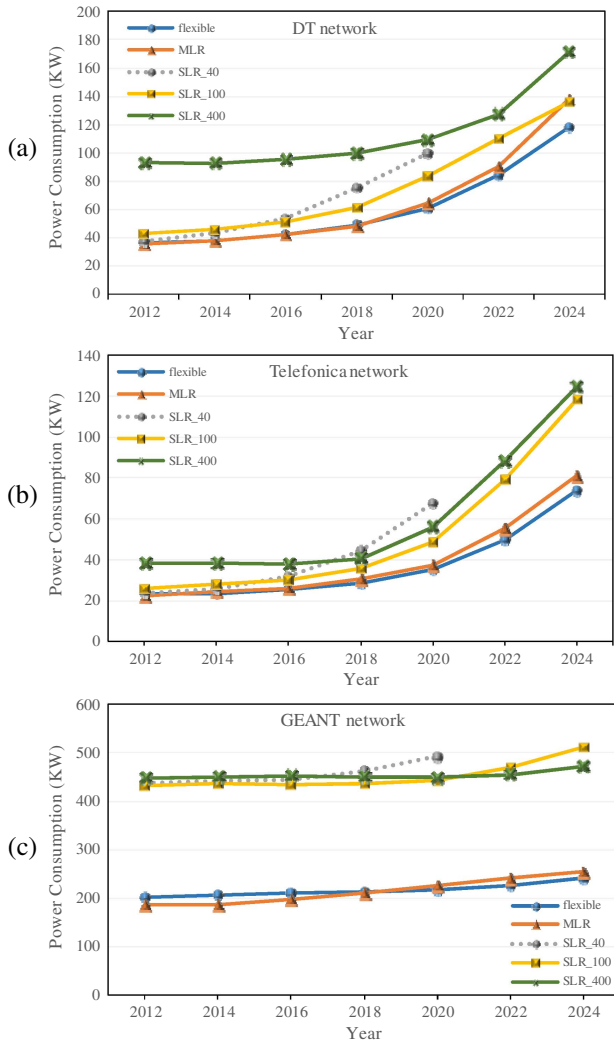 (a)
DT network
flexible
MLR
SLR_40
SLR_100
SLR_400
Power Consumption (KW)
200
180
160
140
120
100
80
60
40
20
0
2012 2014 2016 2018 2020 2022 2024
Year
(b)
Telefonica network
flexible
MLR
SLR_40
SLR_100
SLR_400
Power Consumption (KW)
140
120
100
80
60
40
20
0
2012 2014 2016 2018 2020 2022 2024
Year
(c)
GEANT network
Power Consumption (KW)
600
500
400
300
200
100
0
flexible
MLR
SLR_40
SLR_100
SLR_400
2012 2014 2016 2018 2020 2022 2024
Year